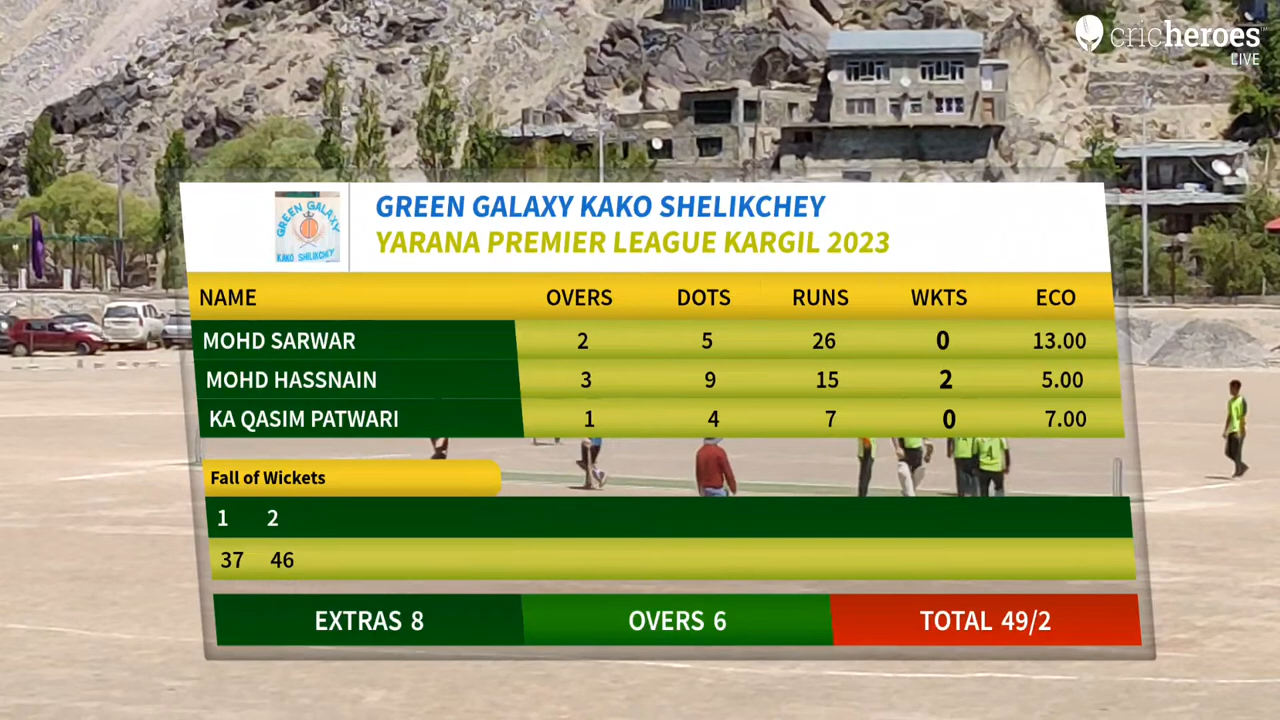 cricheroes™
LIVE
GREEN GALAXY
KAKO SHILIKCHEY
GREEN GALAXY KAKO SHELIKCHEY
YARANA PREMIER LEAGUE KARGIL 2023
NAME OVERS DOTS RUNS WKTS ECO
MOHD SARWAR 2 5 26 0 13.00
MOHD HASSNAIN 3 9 15 2 5.00
KA QASIM PATWARI 1 4 7 0 7.00
Fall of Wickets
1 2
37 46
EXTRAS 8 OVERS 6 TOTAL 49/2